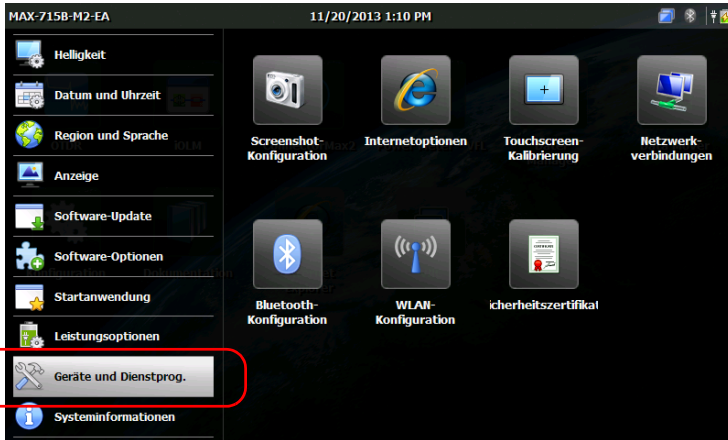 MAX-715B-M2-EA
11/20/2013 1:10 PM
Helligkeit
Datum und Uhrzeit
Region und Sprache
Anzeige
Software-Update
Software-Optionen
Startanwendung
Leistungsoptionen
Geräte und Dienstprog.
Systeminformationen
Screenshot-
Konfiguration
Internetoptionen
Touchscreen-
Kalibrierung
Netzwerk-
verbindungen
Bluetooth-
Konfiguration
WLAN-
Konfiguration
icherheitszertifikat